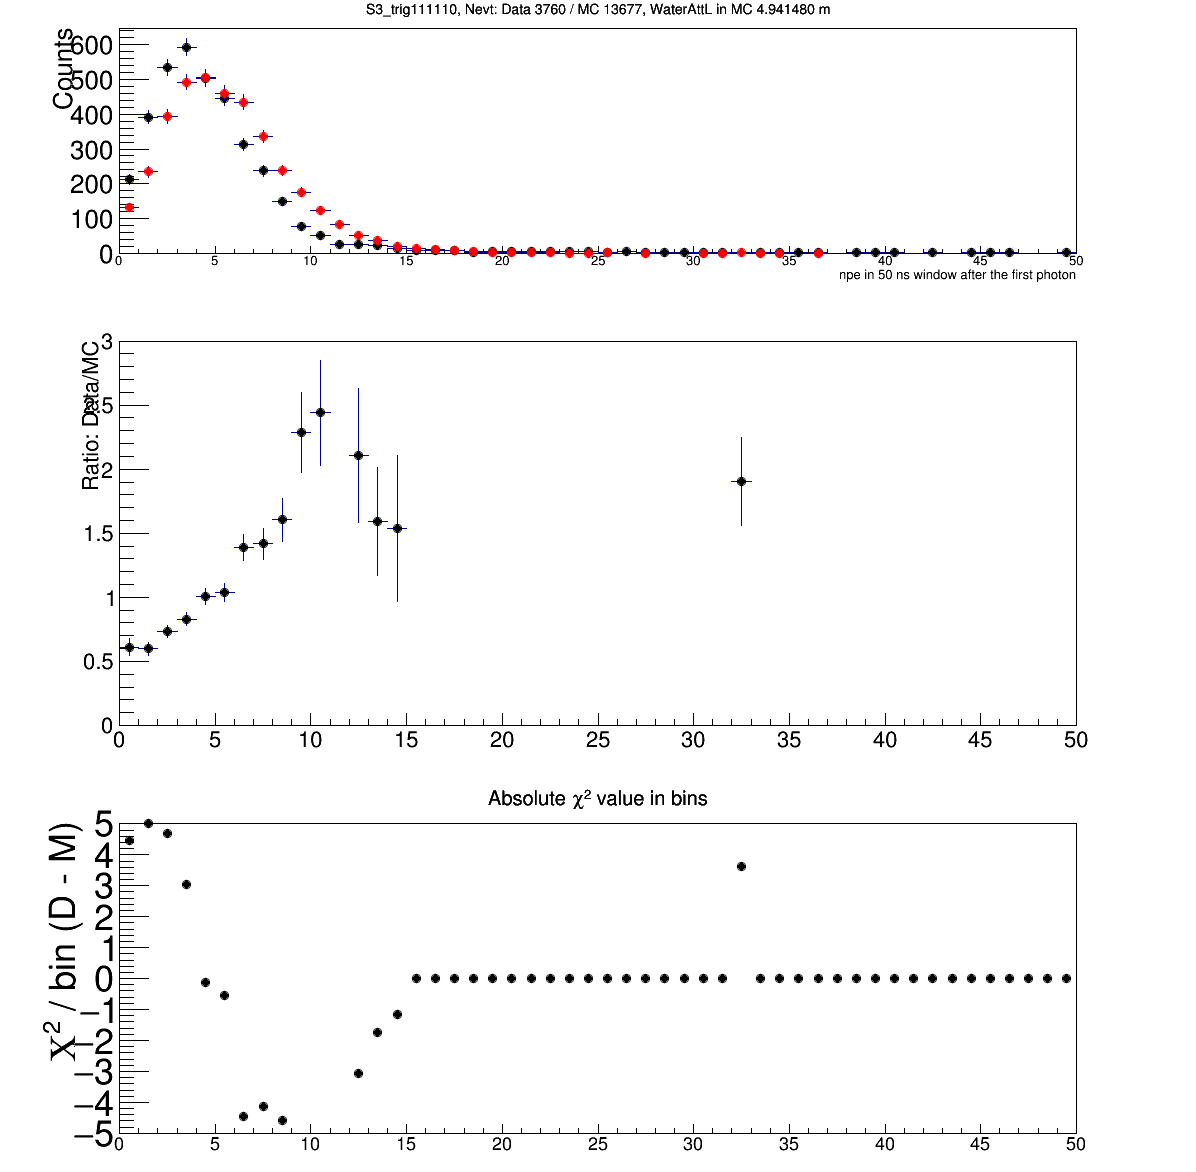 S3_trig111110, Nevt: Data 3760 / MC 13677, WaterAttL in MC 4.941480 m
Counts
600
500
400
300
200
100
0
0 5 10 15 20 25 30 35 40 45 50
npe in 50 ns window after the first photon
Ratio: Data/MC
3
2.5
2
1.5
1
0.5
0
0 5 10 15 20 25 30 35 40 45 50
Absolute χ² value in bins
X² / bin (D - M)
5
4
3
2
1
0
−1
−2
−3
−4
−5
0 5 10 15 20 25 30 35 40 45 50